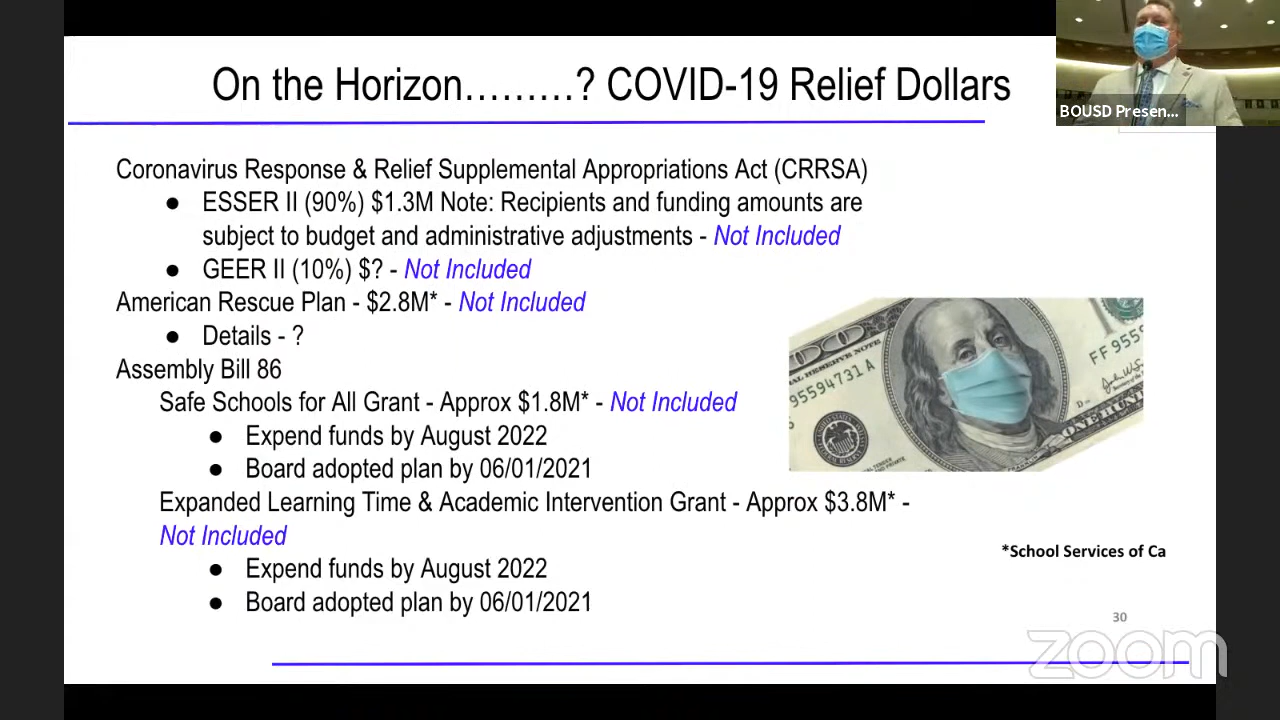 On the Horizon.........? COVID-19 Relief Dollars
BOUSD Presen...
Coronavirus Response & Relief Supplemental Appropriations Act (CRRSA)
● ESSER II (90%) $1.3M Note: Recipients and funding amounts are
subject to budget and administrative adjustments - Not Included
● GEER II (10%) $? - Not Included
American Rescue Plan - $2.8M* - Not Included
● Details - ?
Assembly Bill 86
Safe Schools for All Grant - Approx $1.8M* - Not Included
● Expend funds by August 2022
● Board adopted plan by 06/01/2021
Expanded Learning Time & Academic Intervention Grant - Approx $3.8M* -
Not Included
● Expend funds by August 2022
● Board adopted plan by 06/01/2021
95594731A
FF 9559
*School Services of Ca
30
zoom